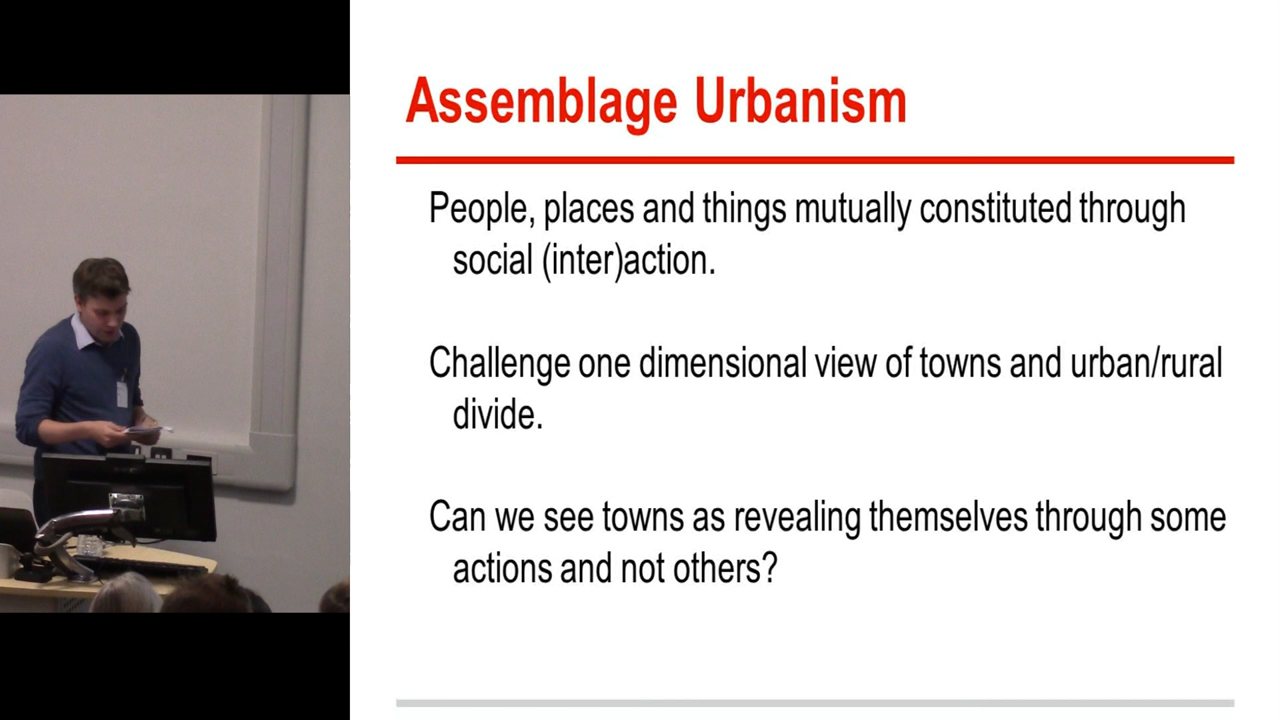 Assemblage Urbanism
People, places and things mutually constituted through
social (inter)action.
Challenge one dimensional view of towns and urban/rural
divide.
Can we see towns as revealing themselves through some
actions and not others?